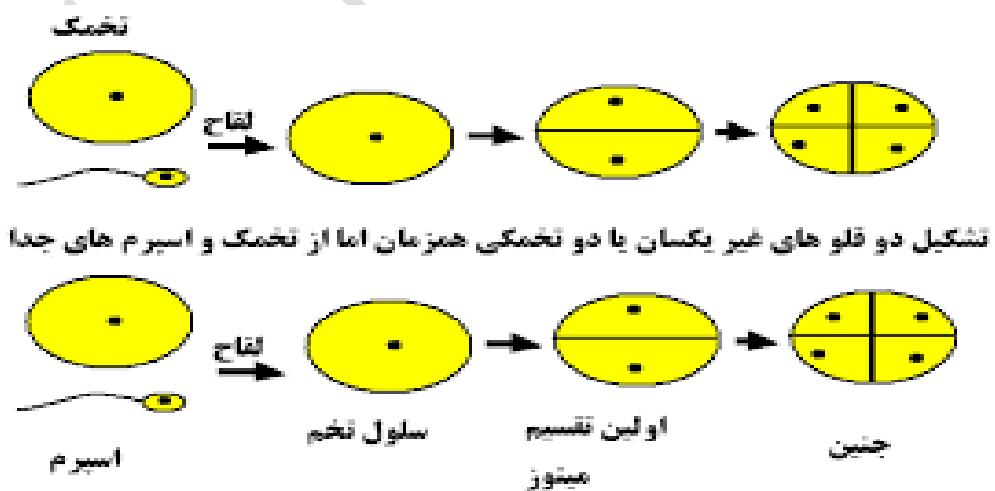 تخمک
لقاح
تشکیل دو قلو های غیر یکسان یا دو تخمکی همزمان اما از تخمک و اسپرم های جدا
لقاح
اسپرم
سلول تخم
اولین تقسیم
میتوز
جنین